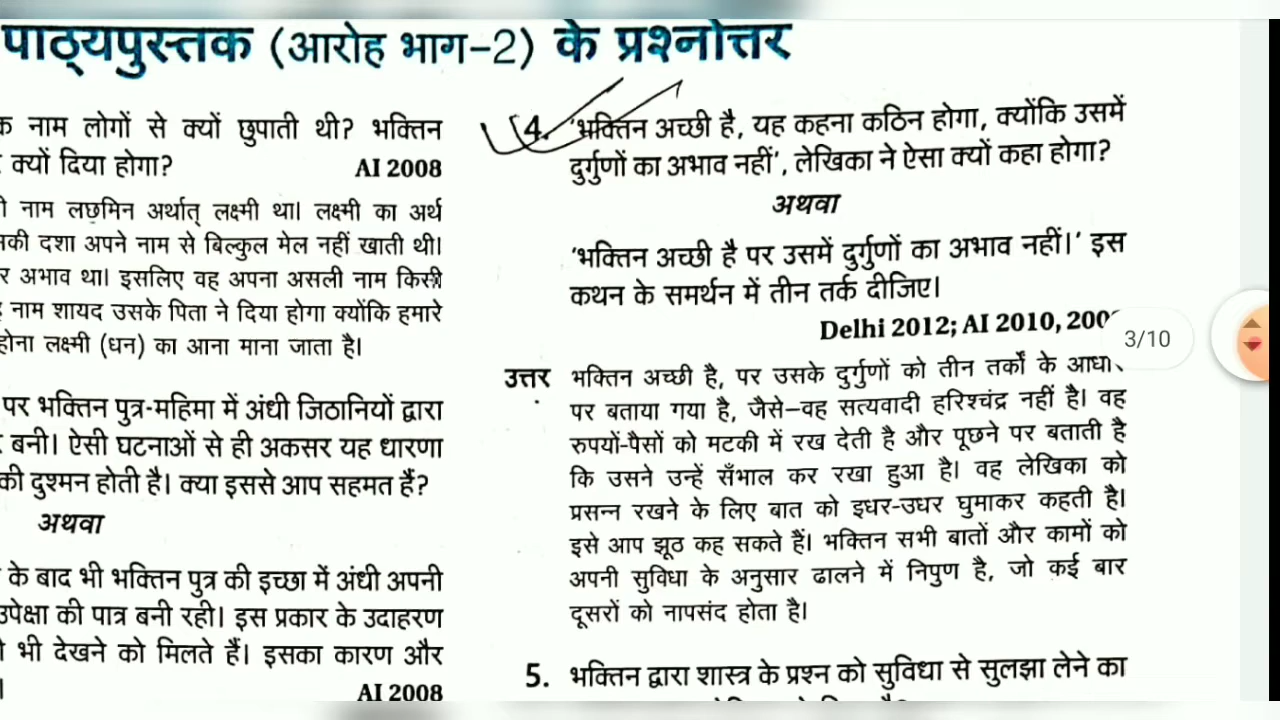 पाठ्यपुस्तक (आरोह भाग-2) के प्रश्नोत्तर
नाम लोगों से क्यों छुपाती थी? भक्तिन
क्यों दिया होगा?
AI 2008
नाम लछमिन अर्थात् लक्ष्मी था। लक्ष्मी का अर्थ
दशा अपने नाम से बिल्कुल मेल नहीं खाती थी।
अभाव था। इसलिए वह अपना असली नाम किसी
नाम शायद उसके पिता ने दिया होगा क्योंकि हमारे
होना लक्ष्मी (धन) का आना माना जाता है।
पर भक्तिन पुत्र-महिमा में अंधी जिठानियों द्वारा
बनी। ऐसी घटनाओं से ही अकसर यह धारणा
की दुश्मन होती है। क्या इससे आप सहमत हैं?
अथवा
के बाद भी भक्तिन पुत्र की इच्छा में अंधी अपनी
उपेक्षा की पात्र बनी रही। इस प्रकार के उदाहरण
भी देखने को मिलते हैं। इसका कारण और
AI 2008
4. 'भक्तिन अच्छी है, यह कहना कठिन होगा, क्योंकि उसमें
दुर्गुणों का अभाव नहीं', लेखिका ने ऐसा क्यों कहा होगा?
अथवा
'भक्तिन अच्छी है पर उसमें दुर्गुणों का अभाव नहीं।' इस
कथन के समर्थन में तीन तर्क दीजिए।
Delhi 2012; AI 2010,
3/10
उत्तर भक्तिन अच्छी है, पर उसके दुर्गुणों को तीन तर्कों के
पर बताया गया है, जैसे–वह सत्यवादी हरिश्चंद्र नहीं है। वह
रुपयों-पैसों को मटकी में रख देती है और पूछने पर बताती है
कि उसने उन्हें सँभाल कर रखा हुआ है। वह लेखिका को
प्रसन्न रखने के लिए बात को इधर-उधर घुमाकर कहती है।
इसे आप झूठ कह सकते हैं। भक्तिन सभी बातों और कामों को
अपनी सुविधा के अनुसार ढालने में निपुण है, जो कई बार
दूसरों को नापसंद होता है।
5. भक्तिन द्वारा शास्त्र के प्रश्न को सुविधा से सुलझा लेने का